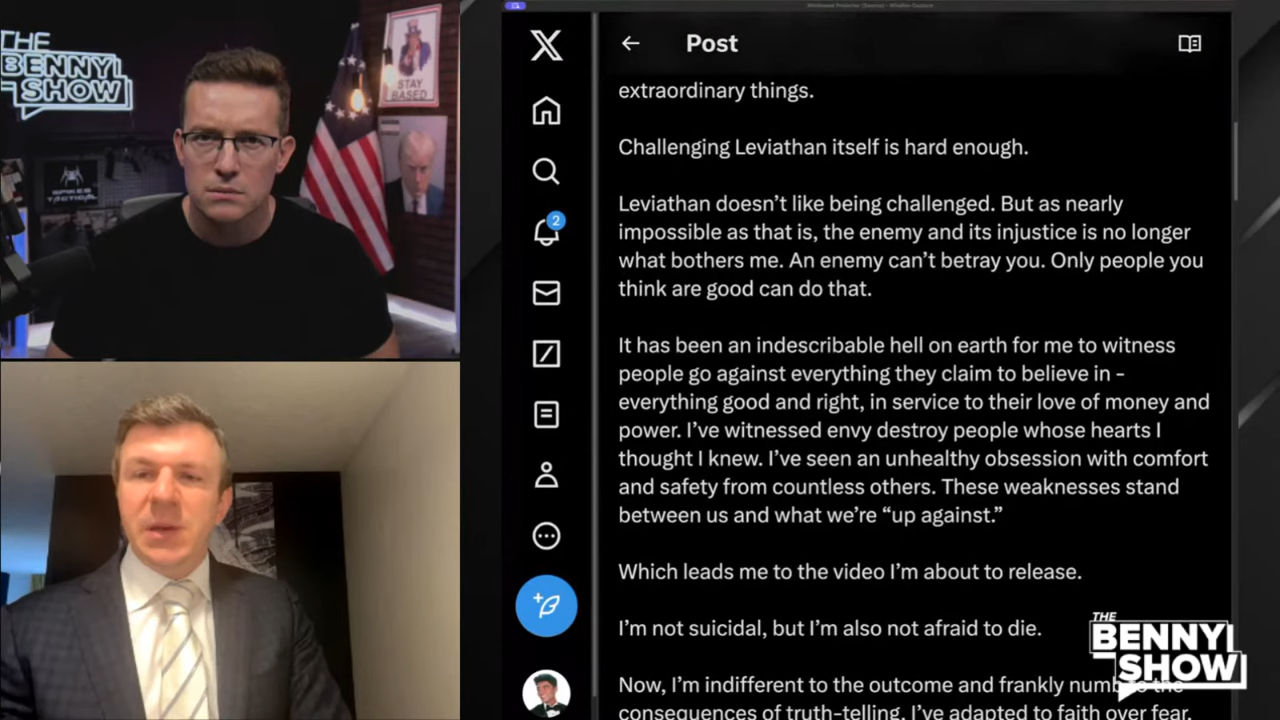 THE
BENNY
SHOW
STAY
BASED
SPIKE'S
TACTICAL
Post
2
extraordinary things.
Challenging Leviathan itself is hard enough.
Leviathan doesn’t like being challenged. But as nearly
impossible as that is, the enemy and its injustice is no longer
what bothers me. An enemy can’t betray you. Only people you
think are good can do that.
It has been an indescribable hell on earth for me to witness
people go against everything they claim to believe in -
everything good and right, in service to their love of money and
power. I’ve witnessed envy destroy people whose hearts I
thought I knew. I’ve seen an unhealthy obsession with comfort
and safety from countless others. These weaknesses stand
between us and what we’re “up against.”
Which leads me to the video I’m about to release.
I’m not suicidal, but I’m also not afraid to die.
Now, I’m indifferent to the outcome and frankly numb to the
consequences of truth-telling. I’ve adapted to faith over fear,
THE
BENNY
SHOW